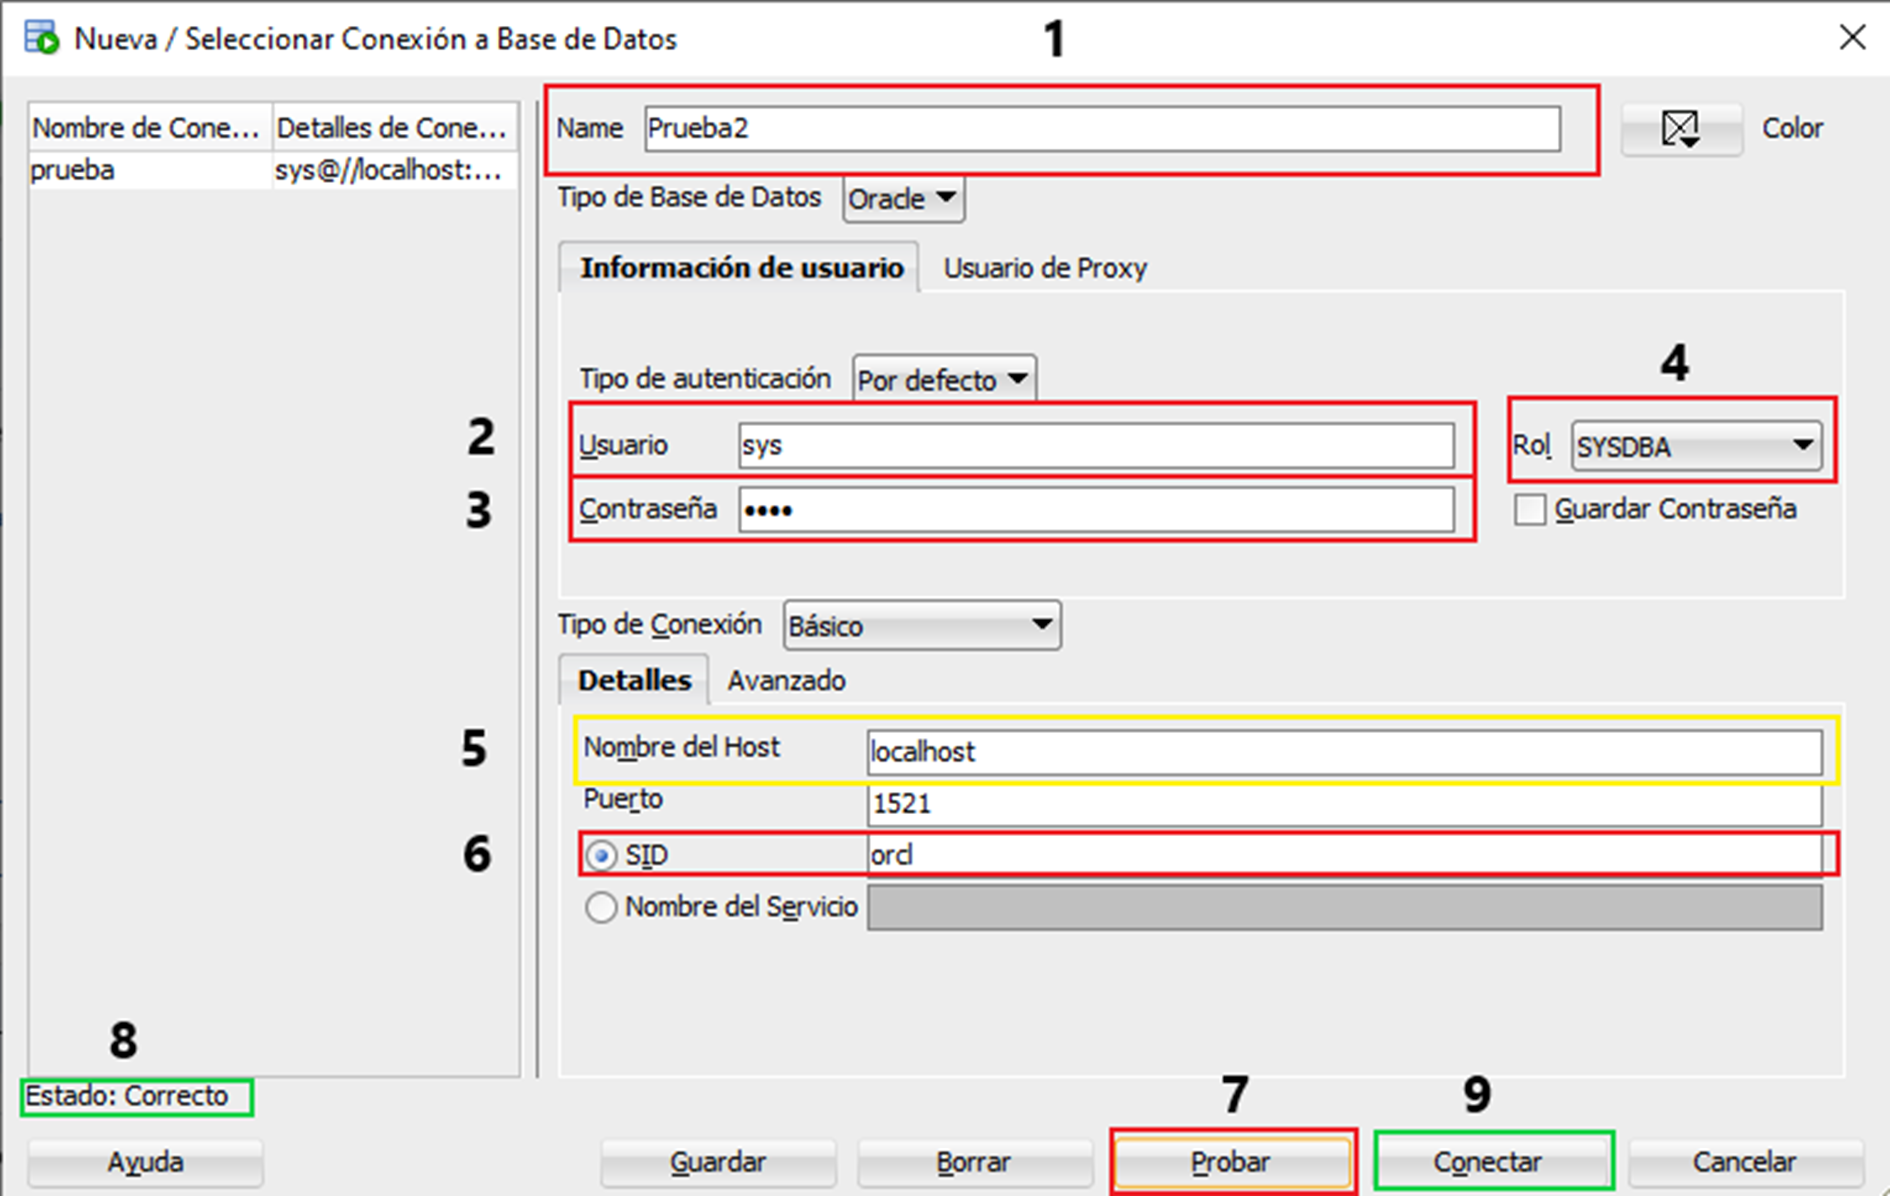 Nueva / Seleccionar Conexión a Base de Datos
1
Nombre de Cone... Detalles de Cone...
prueba sys@//localhost:...
Name Prueba2
Color
Tipo de Base de Datos Oracle
Información de usuario Usuario de Proxy
Tipo de autenticación Por defecto
4
2 Usuario sys
Rol SYSDBA
3 Contraseña ••••
Guardar Contraseña
Tipo de Conexión Básico
Detalles Avanzado
5 Nombre del Host localhost
Puerto 1521
6 SID orcl
Nombre del Servicio
8
Estado: Correcto
7 9
Ayuda Guardar Borrar Probar Conectar Cancelar